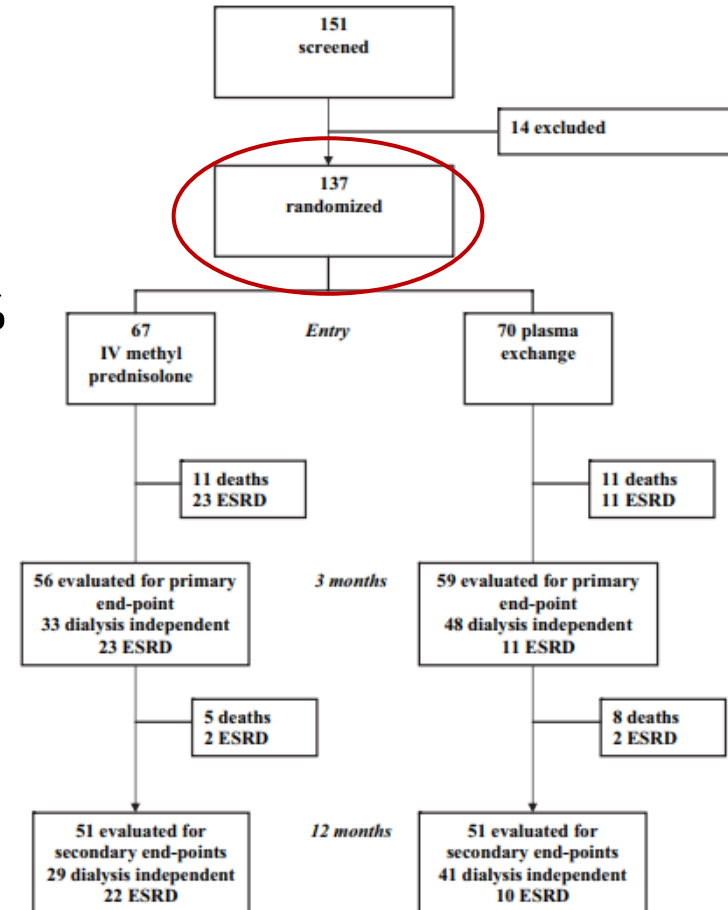 151
screened
14 excluded
137
randomized
67
IV methyl
prednisolone
Entry
70 plasma
exchange
11 deaths
23 ESRD
11 deaths
11 ESRD
56 evaluated for primary
end-point
33 dialysis independent
23 ESRD
3 months
59 evaluated for primary
end-point
48 dialysis independent
11 ESRD
5 deaths
2 ESRD
8 deaths
2 ESRD
51 evaluated for
secondary end-points
29 dialysis independent
22 ESRD
12 months
51 evaluated for
secondary end-points
41 dialysis independent
10 ESRD